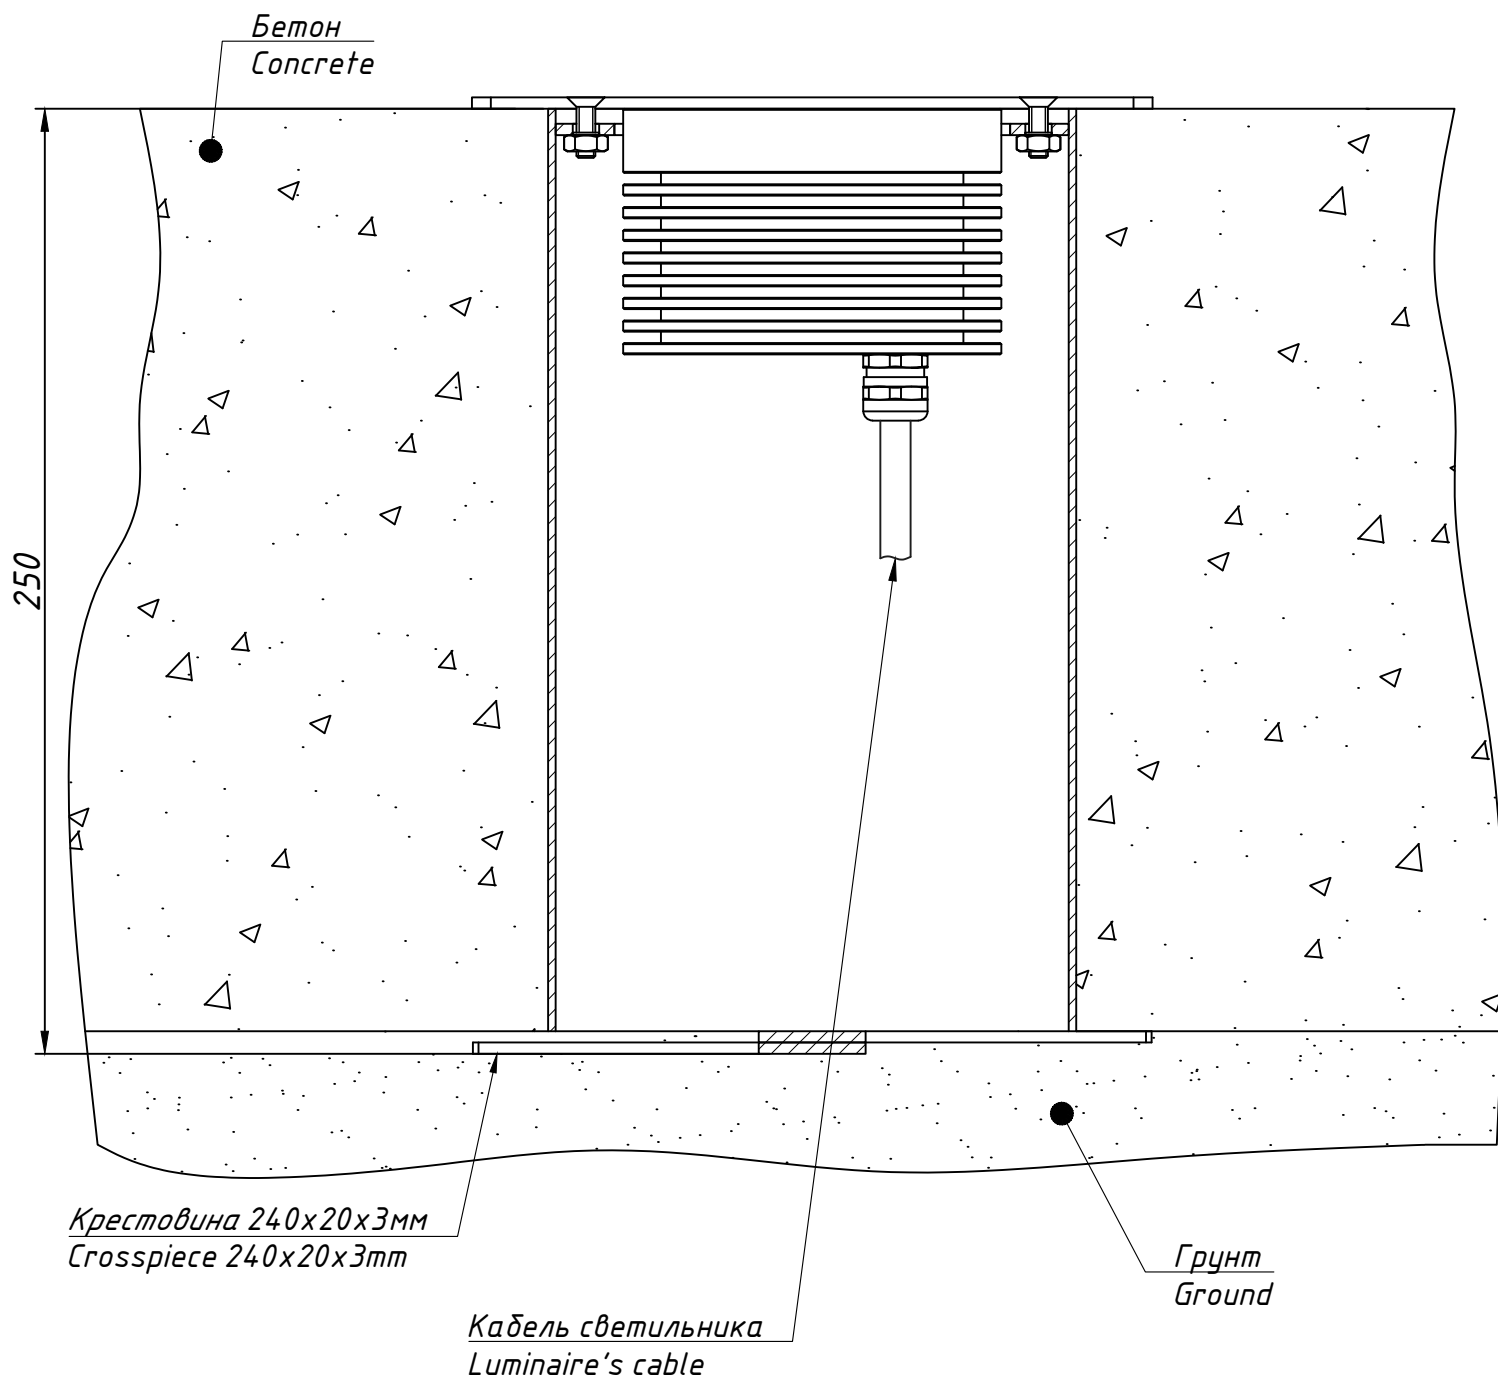 Бетон
Concrete
250
Крестовина 240х20х3мм
Crosspiece 240x20x3mm
Грунт
Ground
Кабель светильника
Luminaire's cable